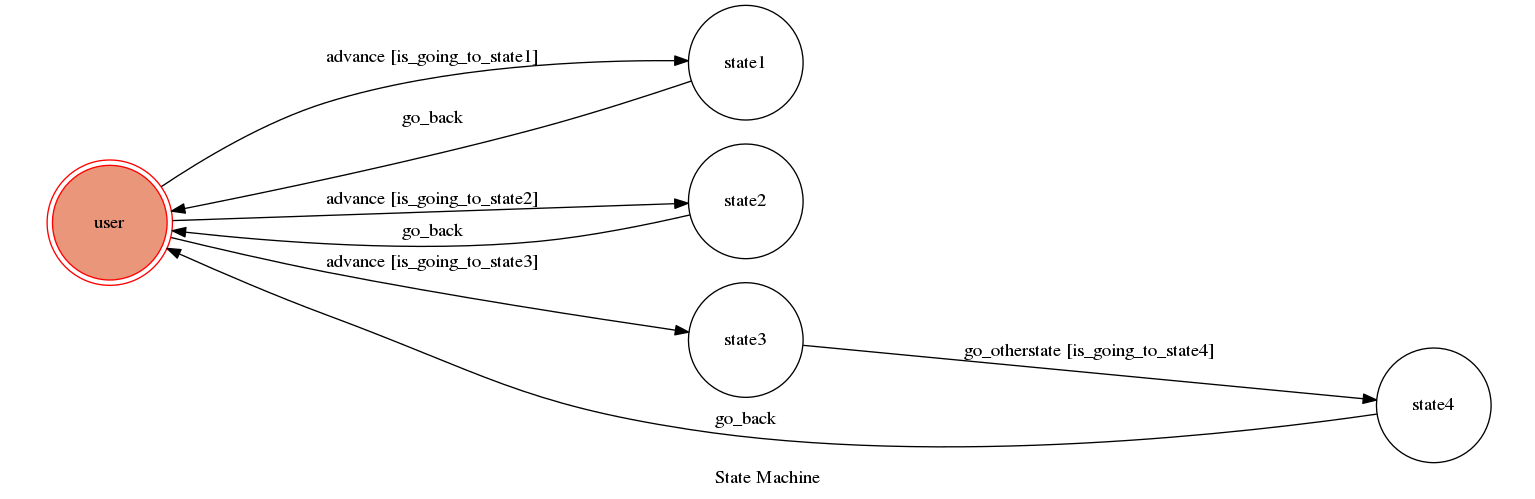 advance [is_going_to_state1]
state1
go_back
user
advance [is_going_to_state2]
state2
go_back
advance [is_going_to_state3]
state3
go_otherstate [is_going_to_state4]
state4
go_back
State Machine